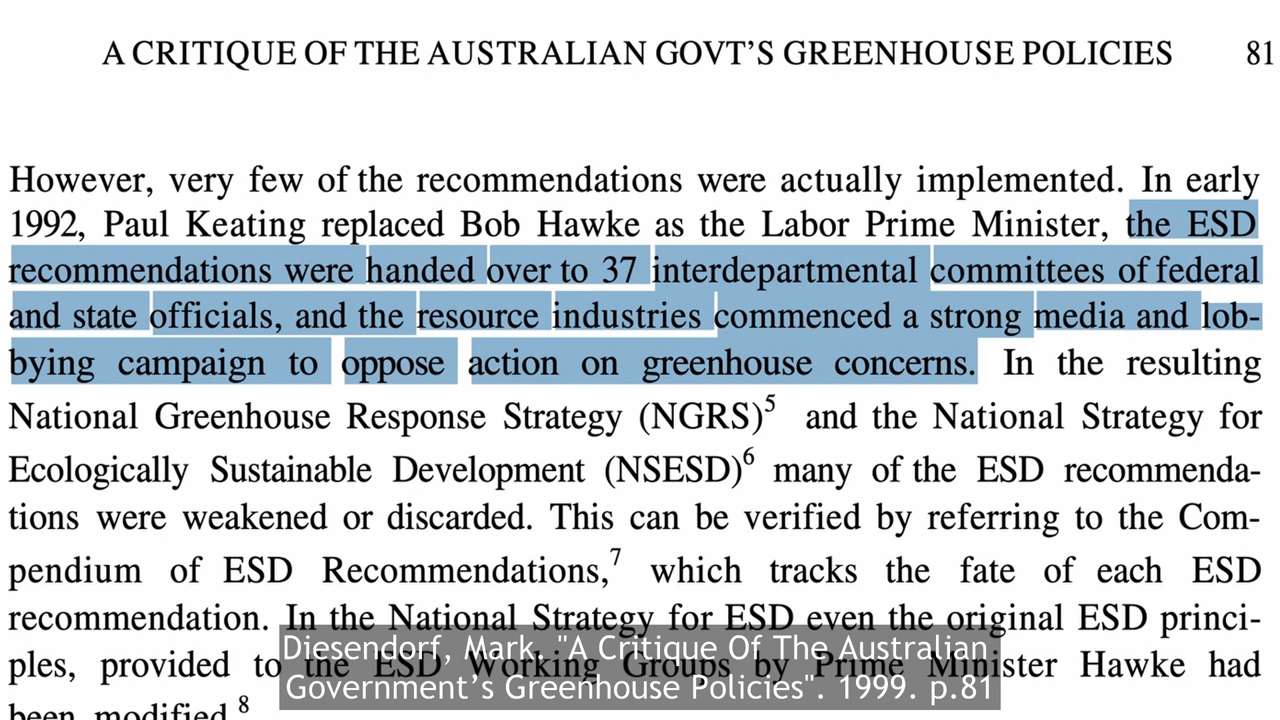 A CRITIQUE OF THE AUSTRALIAN GOVT'S GREENHOUSE POLICIES 81
However, very few of the recommendations were actually implemented. In early
1992, Paul Keating replaced Bob Hawke as the Labor Prime Minister, the ESD
recommendations were handed over to 37 interdepartmental committees of federal
and state officials, and the resource industries commenced a strong media and lob-
bying campaign to oppose action on greenhouse concerns. In the resulting
National Greenhouse Response Strategy (NGRS)5 and the National Strategy for
Ecologically Sustainable Development (NSESD)6 many of the ESD recommenda-
tions were weakened or discarded. This can be verified by referring to the Com-
pendium of ESD Recommendations,7 which tracks the fate of each ESD
recommendation. In the National Strategy for ESD even the original ESD princi-
ples, provided to the ESD Working Groups by Prime Minister Hawke had
been modified.8
Diesendorf, Mark. "A Critique Of The Australian
Government's Greenhouse Policies". 1999. p.81